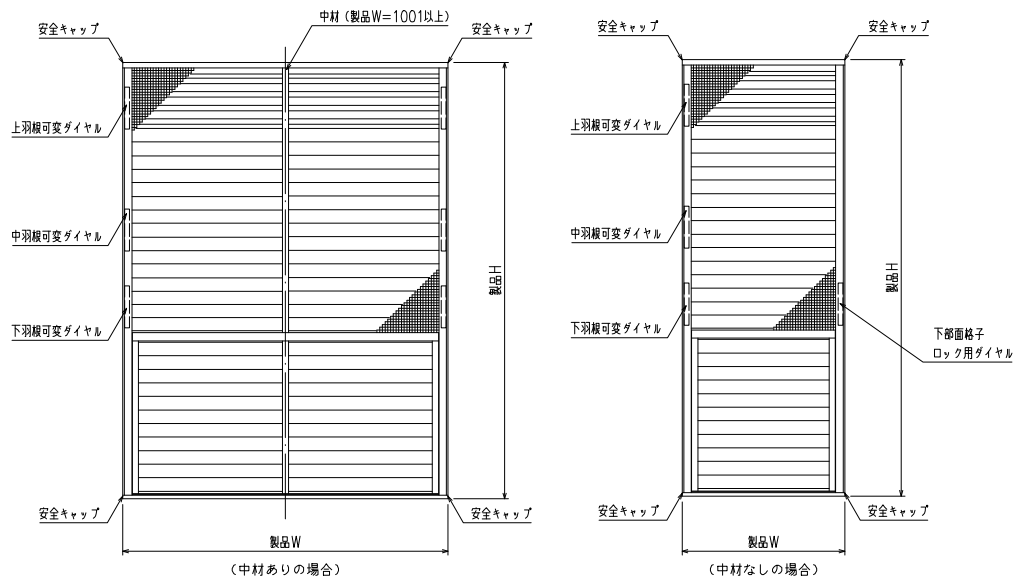 中材（製品W=1001以上）
安全キャップ
安全キャップ
上羽根可変ダイヤル
中羽根可変ダイヤル
下羽根可変ダイヤル
製品H
安全キャップ
安全キャップ
製品W
（中材ありの場合）
安全キャップ
安全キャップ
上羽根可変ダイヤル
中羽根可変ダイヤル
下羽根可変ダイヤル
製品H
下部面格子
ロック用ダイヤル
安全キャップ
安全キャップ
製品W
（中材なしの場合）